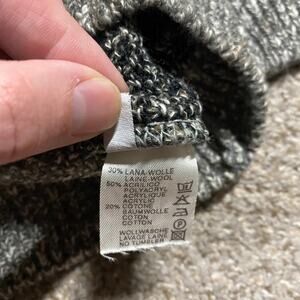 30% LANA-WOLLE
LAINE-WOOL
50% ACRILICO
POLYACRYL
ACRYLIQUE
ACRYLIC
20% COTONE
BAUMWOLLE
COTON
COTTON
WOLLWASCHE
LAVAGE LAINE
NO TUMBLER